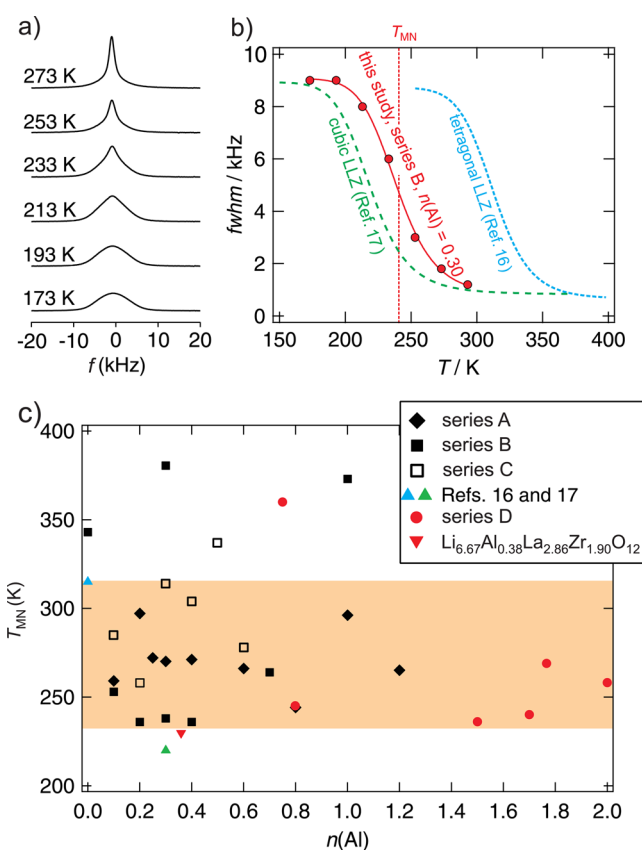 a)
273 K
253 K
233 K
213 K
193 K
173 K
-20 -10 0 10 20
f (kHz)
b)
T_MN
10
8
6
4
2
0
fwhm / kHz
cubic LLZ (Ref. 17)
this study, series B, n(Al) = 0.30
tetragonal LLZ (Ref. 16)
150 200 250 300 350 400
T / K
c)
400
350
300
250
200
T_MN (K)
series A
series B
series C
Refs. 16 and 17
series D
Li₆.₆₇Al₀.₃₈La₂.₈₆Zr₁.₉₀O₁₂
0.0 0.2 0.4 0.6 0.8 1.0 1.2 1.4 1.6 1.8 2.0
n(Al)